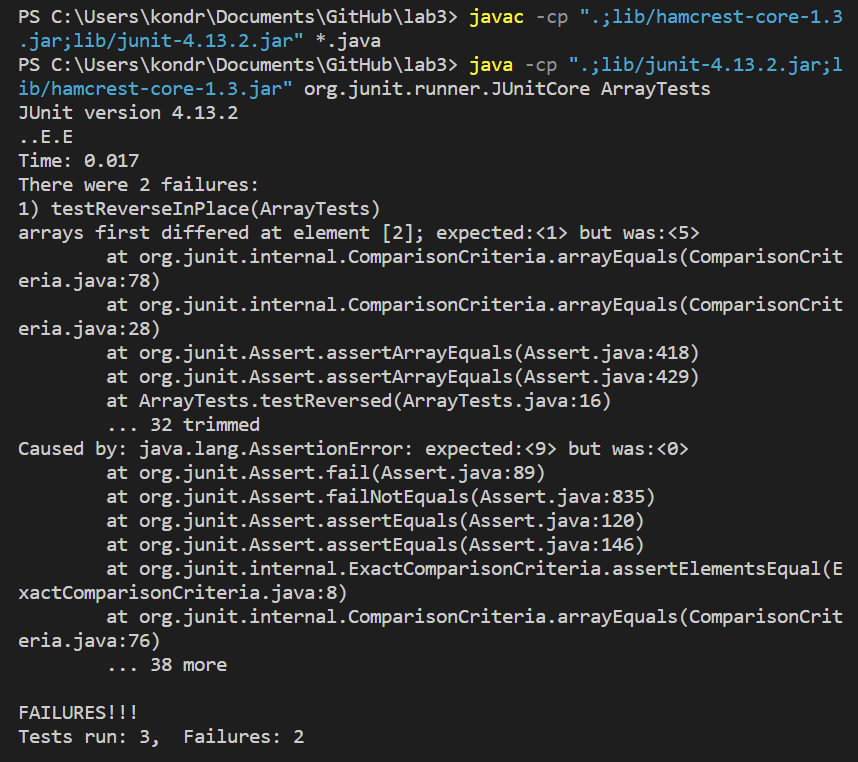 PS C:\Users\kondr\Documents\GitHub\lab3> javac -cp ".;lib/hamcrest-core-1.3
.jar;lib/junit-4.13.2.jar" *.java
PS C:\Users\kondr\Documents\GitHub\lab3> java -cp ".;lib/junit-4.13.2.jar;l
ib/hamcrest-core-1.3.jar" org.junit.runner.JUnitCore ArrayTests
JUnit version 4.13.2
..E.E
Time: 0.017
There were 2 failures:
1) testReverseInPlace(ArrayTests)
arrays first differed at element [2]; expected:<1> but was:<5>
        at org.junit.internal.ComparisonCriteria.arrayEquals(ComparisonCrit
eria.java:78)
        at org.junit.internal.ComparisonCriteria.arrayEquals(ComparisonCrit
eria.java:28)
        at org.junit.Assert.assertArrayEquals(Assert.java:418)
        at org.junit.Assert.assertArrayEquals(Assert.java:429)
        at ArrayTests.testReversed(ArrayTests.java:16)
        ... 32 trimmed
Caused by: java.lang.AssertionError: expected:<9> but was:<0>
        at org.junit.Assert.fail(Assert.java:89)
        at org.junit.Assert.failNotEquals(Assert.java:835)
        at org.junit.Assert.assertEquals(Assert.java:120)
        at org.junit.Assert.assertEquals(Assert.java:146)
        at org.junit.internal.ExactComparisonCriteria.assertElementsEqual(E
xactComparisonCriteria.java:8)
        at org.junit.internal.ComparisonCriteria.arrayEquals(ComparisonCrit
eria.java:76)
        ... 38 more

FAILURES!!!
Tests run: 3,  Failures: 2